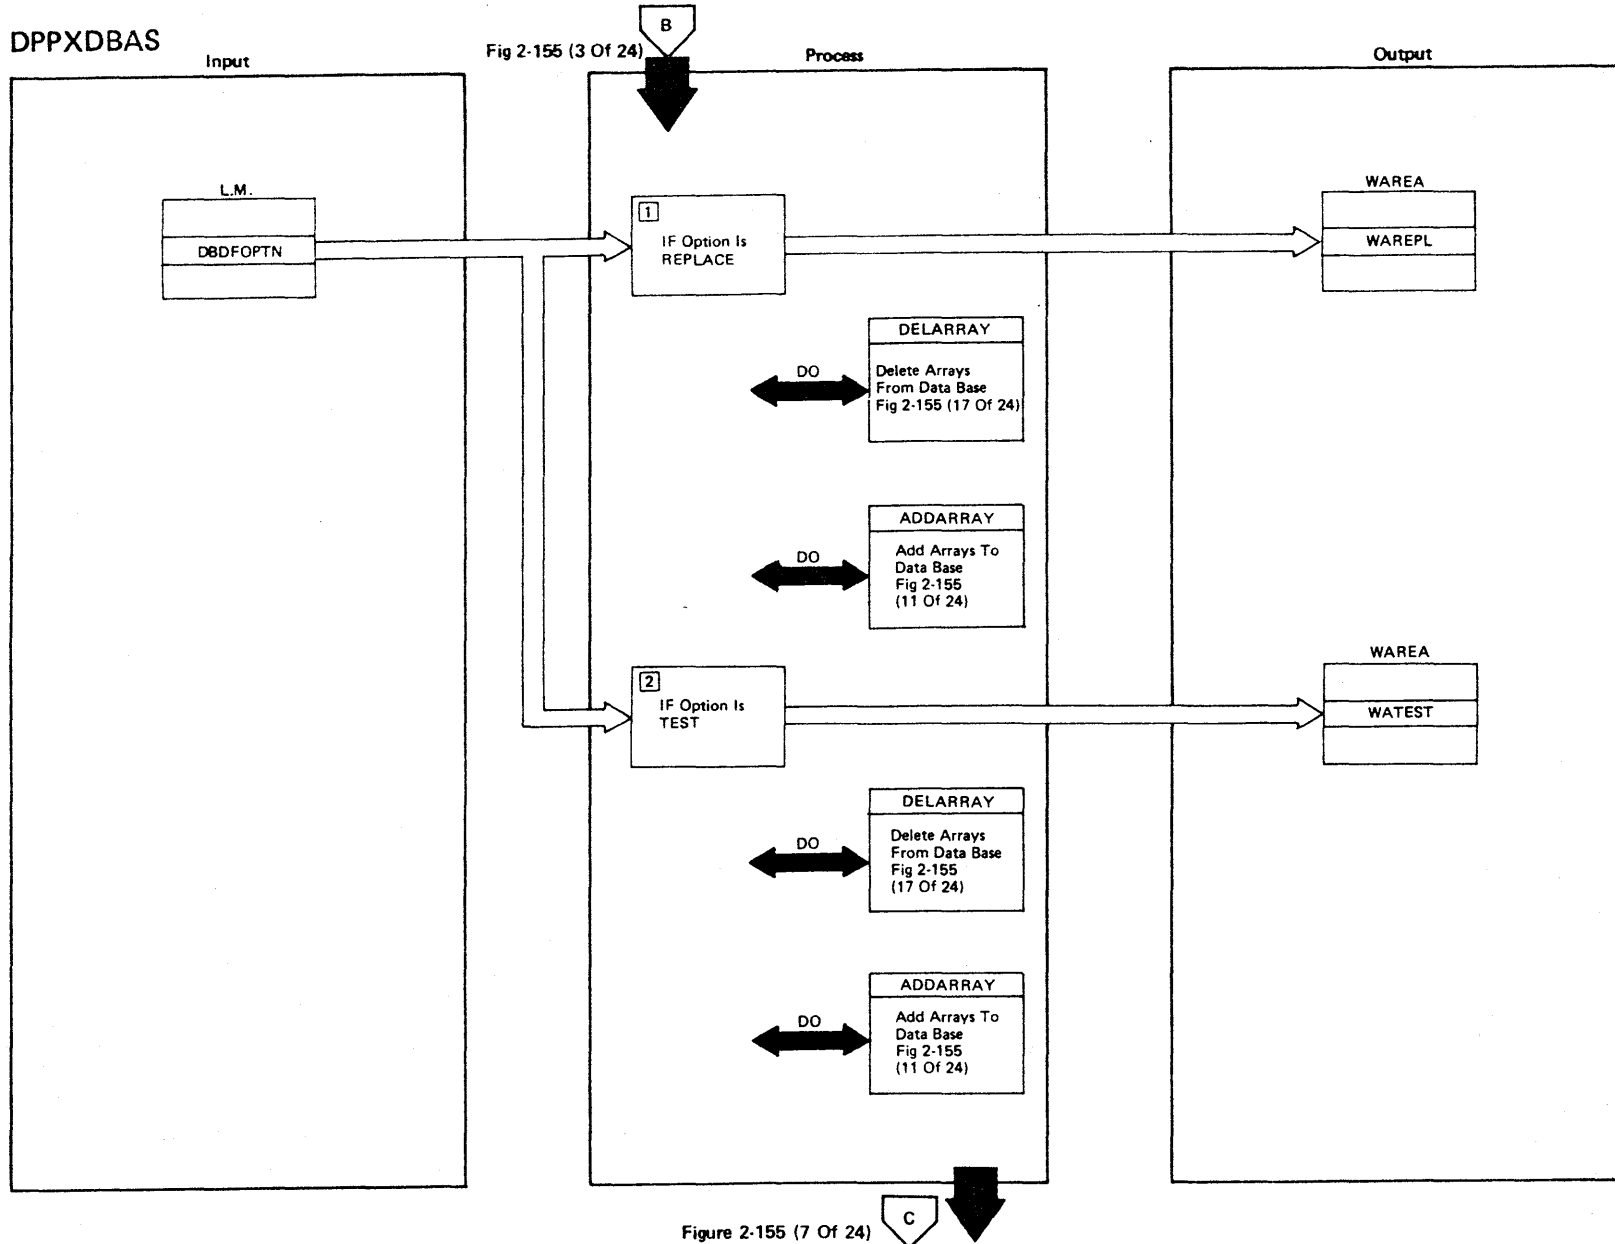 DPPXDBAS
B
Fig 2-155 (3 Of 24)
Input
Process
Output
L.M.
DBDFOPTN
1
IF Option Is
REPLACE
WAREA
WAREPL
DELARRAY
DO
Delete Arrays
From Data Base
Fig 2-155 (17 Of 24)
ADDARRAY
DO
Add Arrays To
Data Base
Fig 2-155
(11 Of 24)
2
IF Option Is
TEST
WAREA
WATEST
DELARRAY
DO
Delete Arrays
From Data Base
Fig 2-155
(17 Of 24)
ADDARRAY
DO
Add Arrays To
Data Base
Fig 2-155
(11 Of 24)
Figure 2-155 (7 Of 24)
C